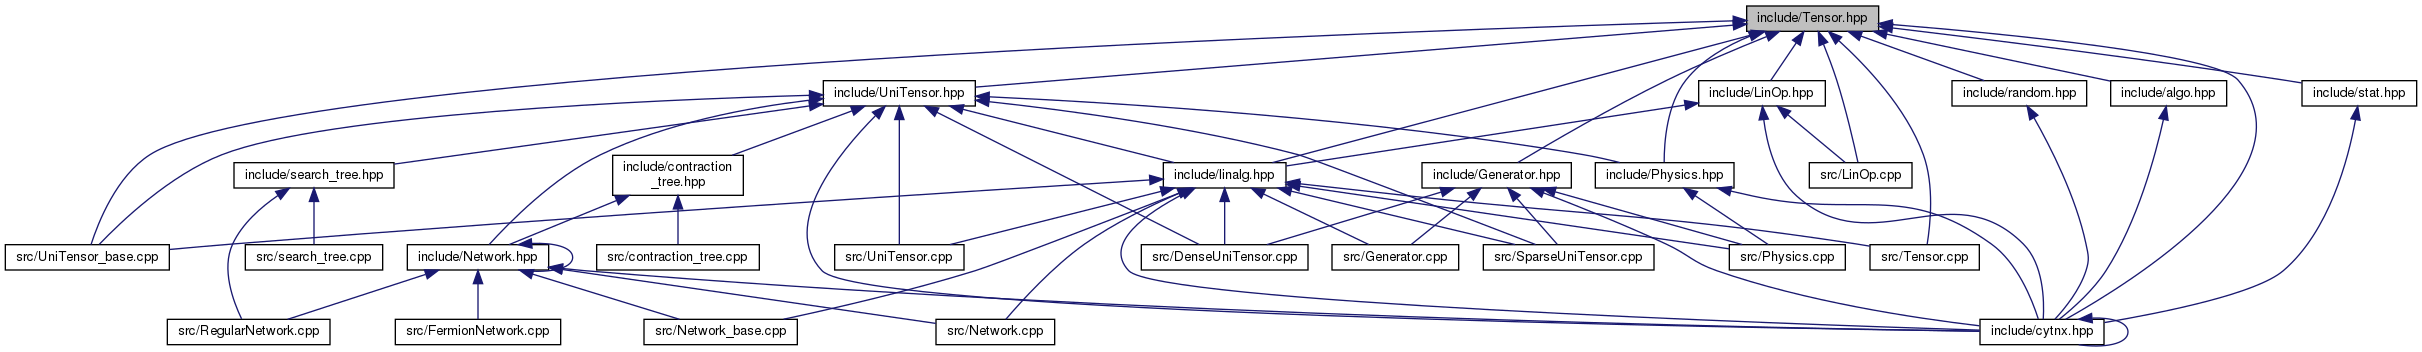 include/Tensor.hpp
include/UniTensor.hpp
include/LinOp.hpp
include/random.hpp
include/algo.hpp
include/stat.hpp
include/search_tree.hpp
include/contraction
_tree.hpp
include/linalg.hpp
include/Generator.hpp
include/Physics.hpp
src/LinOp.cpp
src/UniTensor_base.cpp
src/search_tree.cpp
include/Network.hpp
src/contraction_tree.cpp
src/UniTensor.cpp
src/DenseUniTensor.cpp
src/Generator.cpp
src/SparseUniTensor.cpp
src/Physics.cpp
src/Tensor.cpp
src/RegularNetwork.cpp
src/FermionNetwork.cpp
src/Network_base.cpp
src/Network.cpp
include/cytnx.hpp